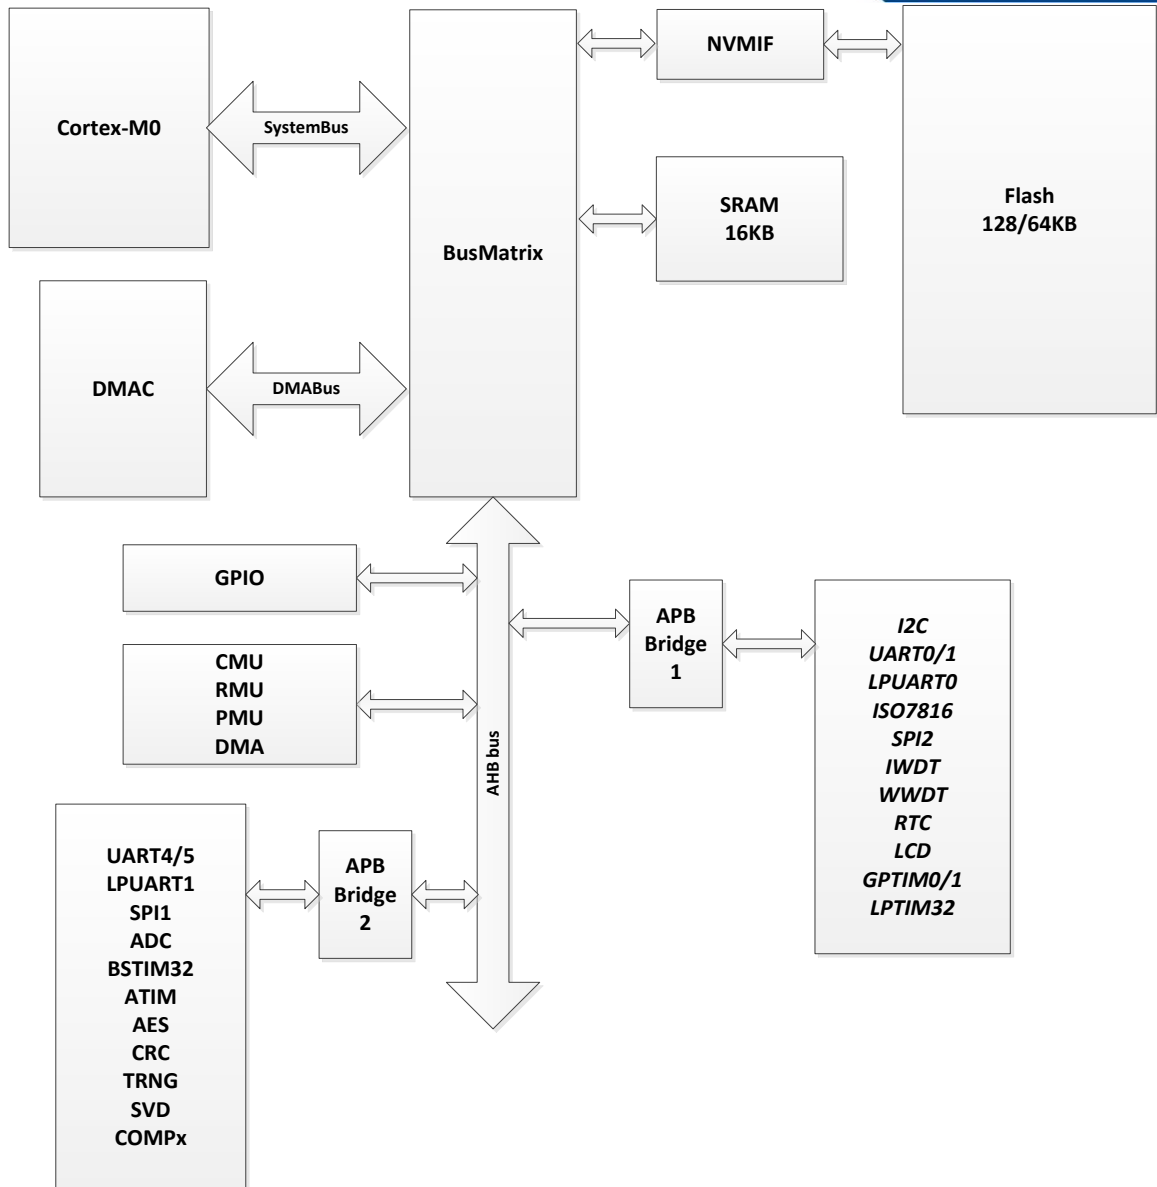 Cortex-M0
SystemBus
BusMatrix
NVMIF
Flash
128/64KB
SRAM
16KB
DMAC
DMABus
GPIO
CMU
RMU
PMU
DMA
AHB bus
APB
Bridge
1
I2C
UART0/1
LPUART0
ISO7816
SPI2
IWDT
WWDT
RTC
LCD
GPTIM0/1
LPTIM32
UART4/5
LPUART1
SPI1
ADC
BSTIM32
ATIM
AES
CRC
TRNG
SVD
COMPx
APB
Bridge
2